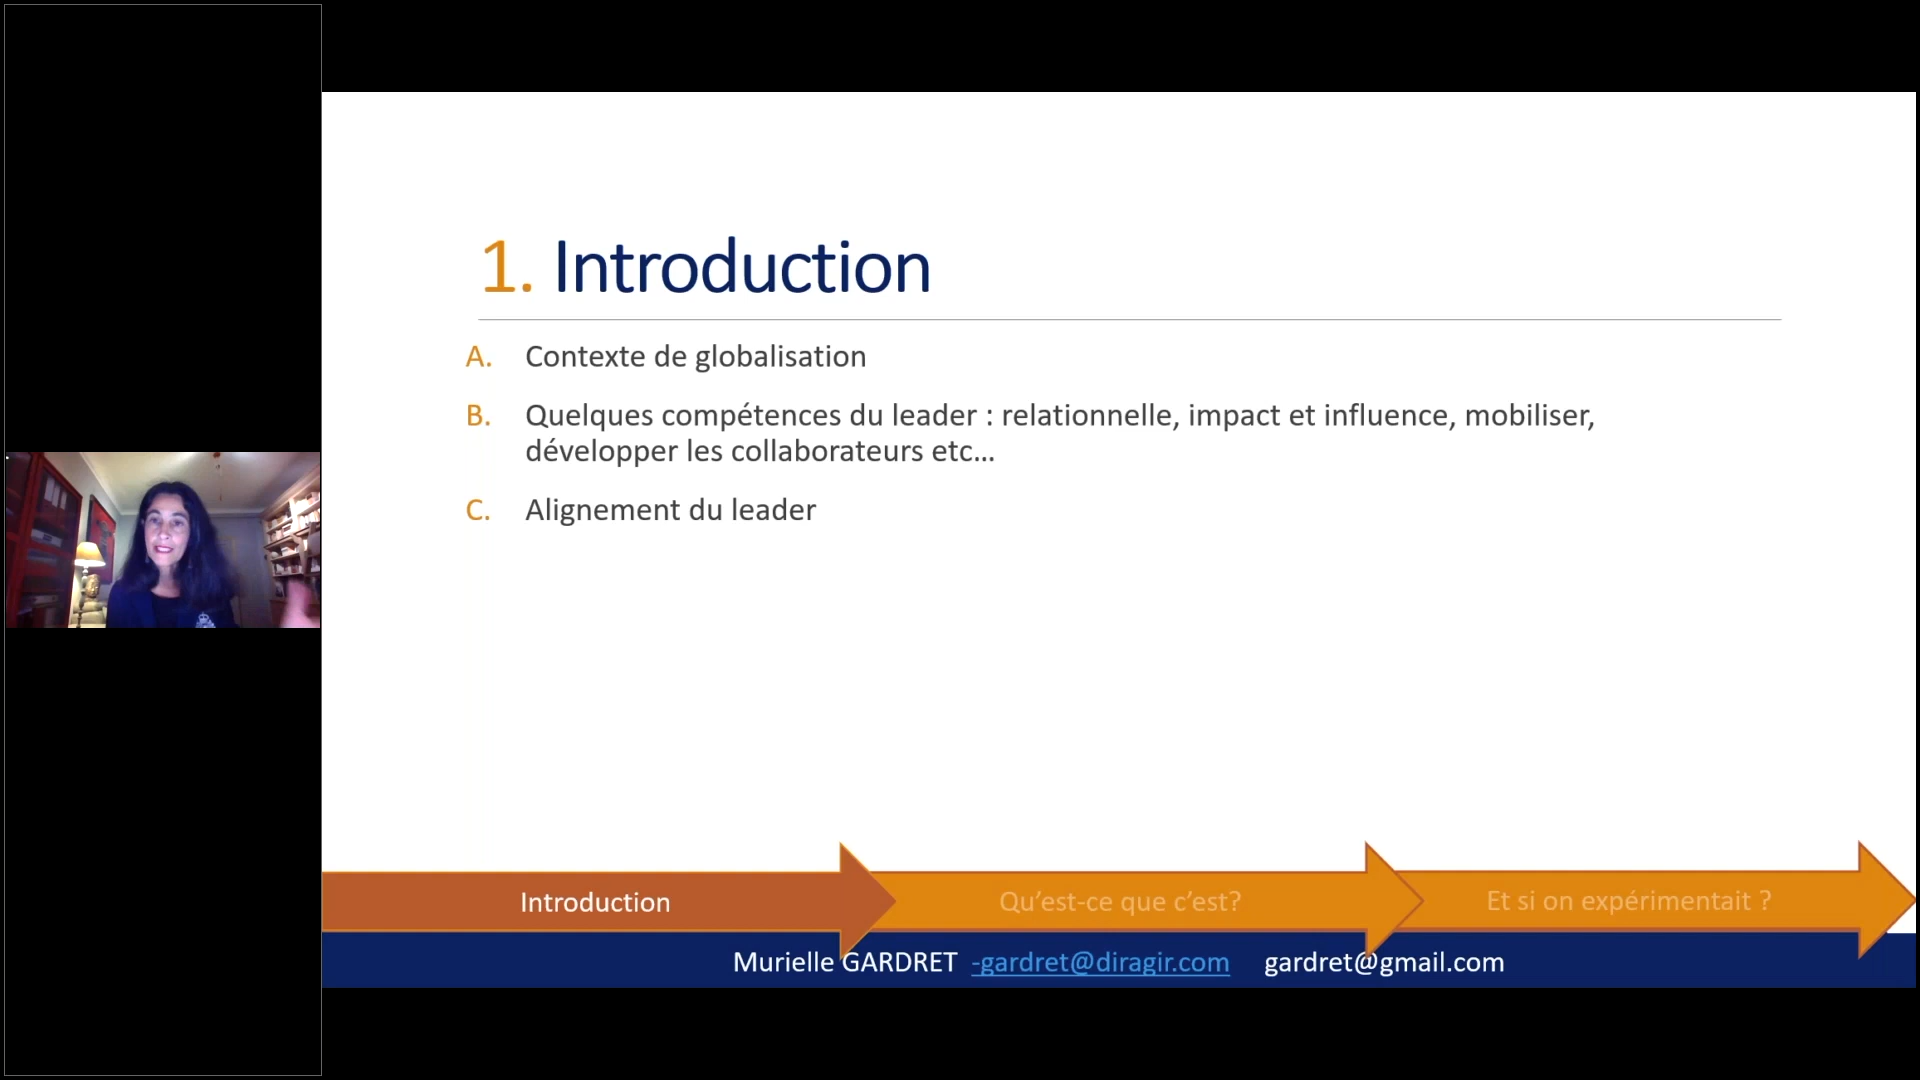 1. Introduction
A. Contexte de globalisation
B. Quelques compétences du leader : relationnelle, impact et influence, mobiliser,
développer les collaborateurs etc…
C. Alignement du leader
Introduction
Qu’est-ce que c’est?
Et si on expérimentait ?
Murielle GARDRET -gardret@diragir.com gardret@gmail.com